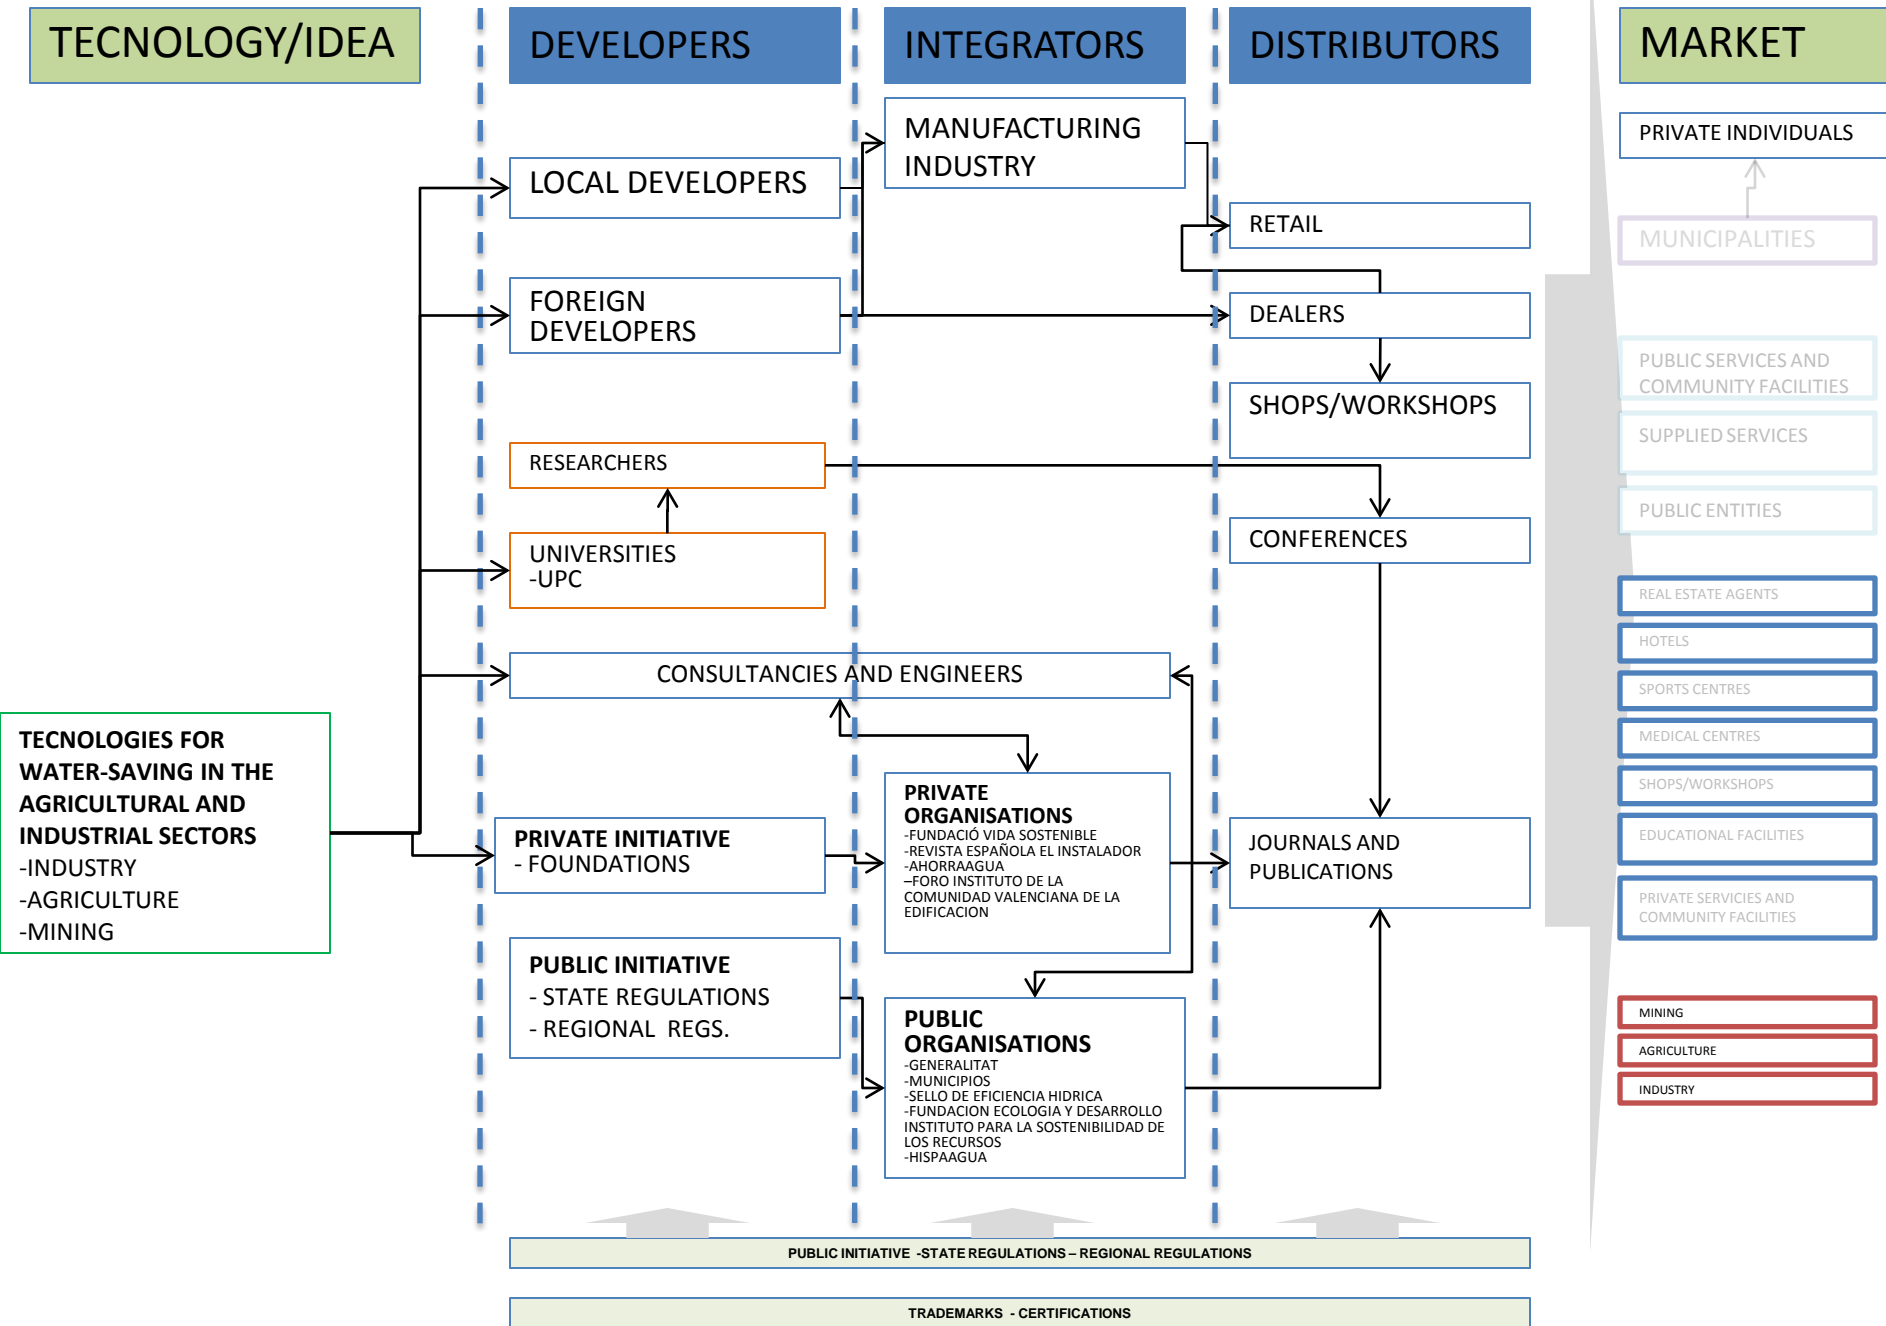 TECNOLOGY/IDEA
DEVELOPERS
INTEGRATORS
DISTRIBUTORS
MARKET
MANUFACTURING
INDUSTRY
PRIVATE INDIVIDUALS
LOCAL DEVELOPERS
RETAIL
MUNICIPALITIES
FOREIGN
DEVELOPERS
DEALERS
PUBLIC SERVICES AND
COMMUNITY FACILITIES
SHOPS/WORKSHOPS
SUPPLIED SERVICES
RESEARCHERS
PUBLIC ENTITIES
UNIVERSITIES
-UPC
CONFERENCES
REAL ESTATE AGENTS
HOTELS
CONSULTANCIES AND ENGINEERS
SPORTS CENTRES
MEDICAL CENTRES
SHOPS/WORKSHOPS
EDUCATIONAL FACILITIES
PRIVATE SERVICIES AND
COMMUNITY FACILITIES
TECNOLOGIES FOR
WATER-SAVING IN THE
AGRICULTURAL AND
INDUSTRIAL SECTORS
-INDUSTRY
-AGRICULTURE
-MINING
PRIVATE INITIATIVE
- FOUNDATIONS
PRIVATE
ORGANISATIONS
-FUNDACIÓ VIDA SOSTENIBLE
-REVISTA ESPAÑOLA EL INSTALADOR
-AHORRAAGUA
–FORO INSTITUTO DE LA
COMUNIDAD VALENCIANA DE LA
EDIFICACION
JOURNALS AND
PUBLICATIONS
PUBLIC INITIATIVE
- STATE REGULATIONS
- REGIONAL REGS.
PUBLIC
ORGANISATIONS
-GENERALITAT
-MUNICIPIOS
-SELLO DE EFICIENCIA HIDRICA
-FUNDACION ECOLOGIA Y DESARROLLO
INSTITUTO PARA LA SOSTENIBILIDAD DE
LOS RECURSOS
-HISPAAGUA
MINING
AGRICULTURE
INDUSTRY
PUBLIC INITIATIVE -STATE REGULATIONS – REGIONAL REGULATIONS
TRADEMARKS - CERTIFICATIONS